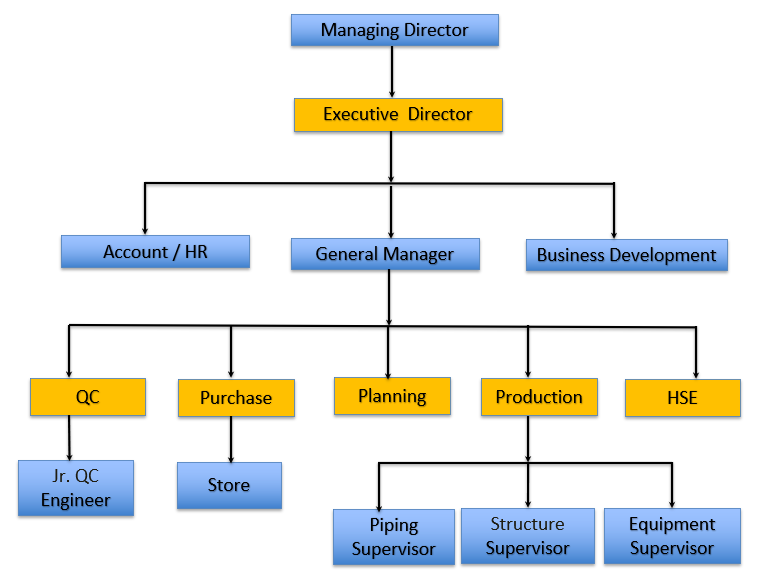 Managing Director
Executive Director
Account / HR
General Manager
Business Development
QC
Purchase
Planning
Production
HSE
Jr. QC
Engineer
Store
Piping
Supervisor
Structure
Supervisor
Equipment
Supervisor